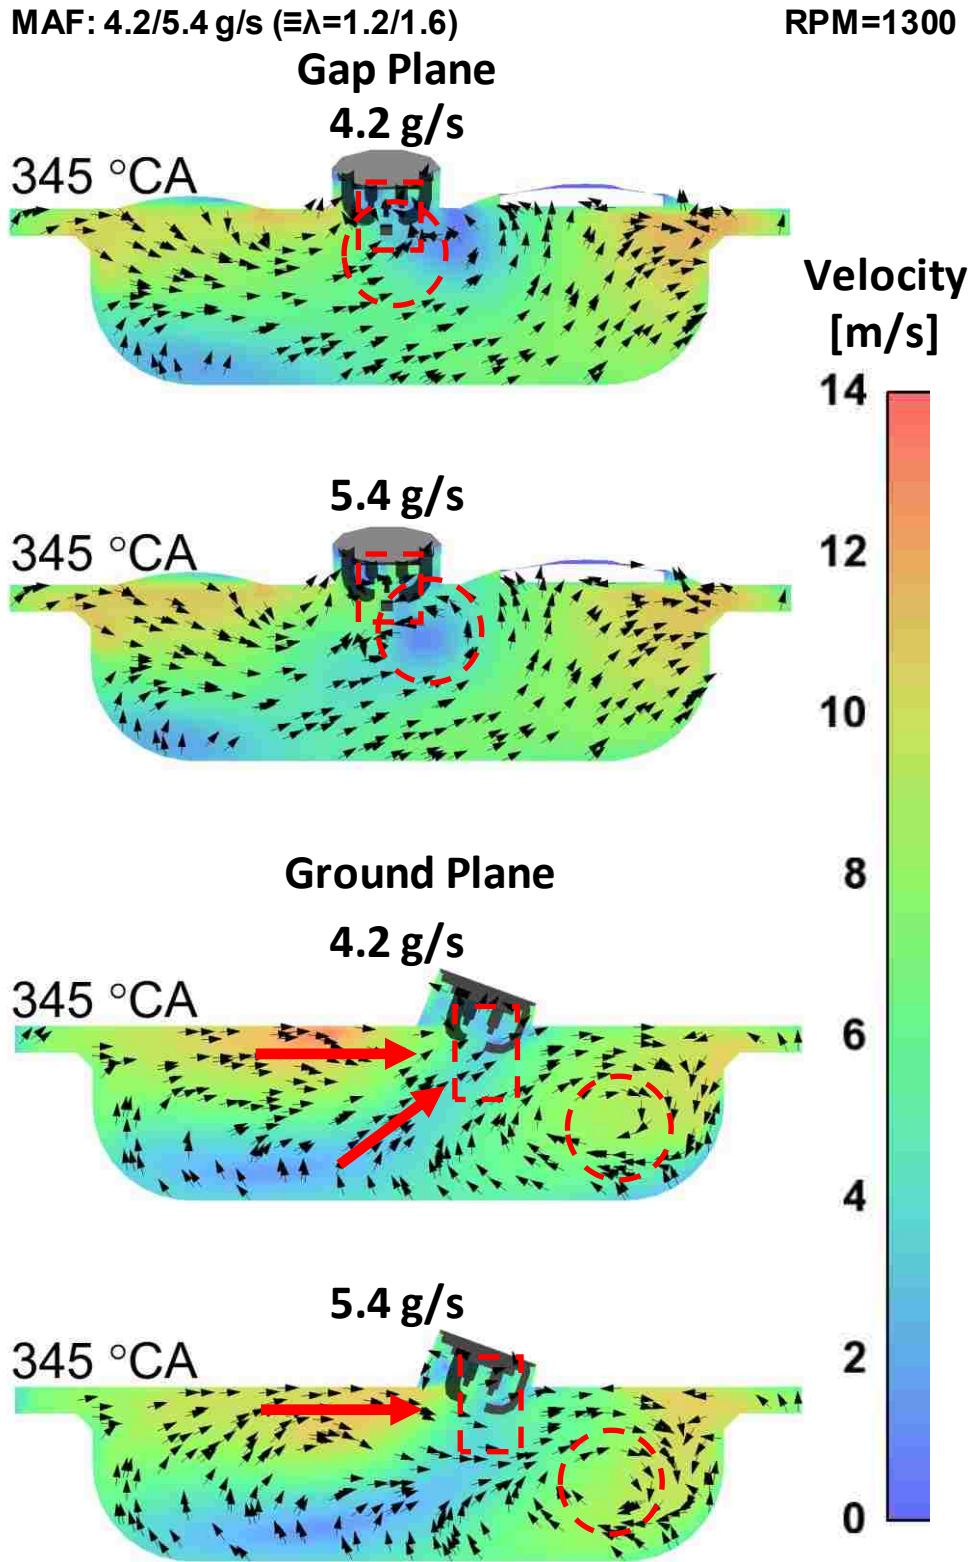 MAF: 4.2/5.4 g/s (≡λ=1.2/1.6) RPM=1300
Gap Plane
4.2 g/s
345 °CA
Velocity
[m/s]
14
5.4 g/s
345 °CA
12
10
Ground Plane
8
4.2 g/s
345 °CA
6
4
5.4 g/s
345 °CA
2
0